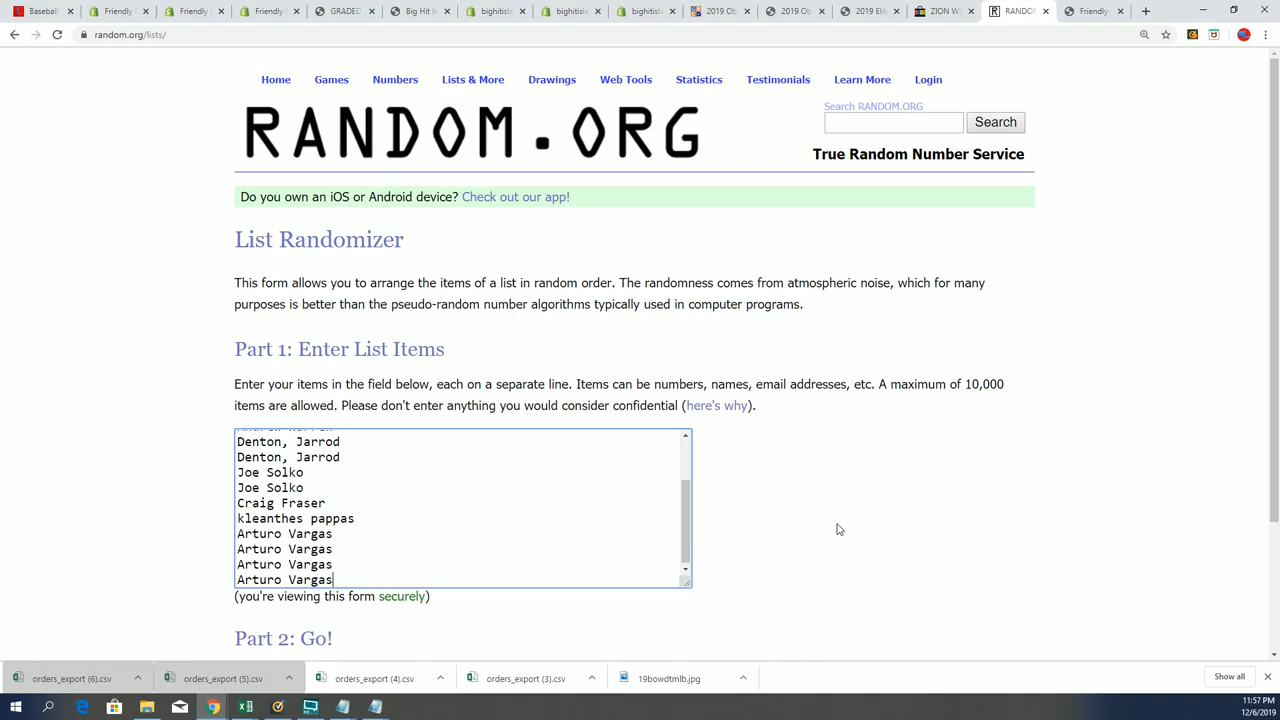 Baseball
Friendly
Friendly
Friendly
GRADED
Big Hit Is
bighitisla
bighitisla
bighitisla
2019 Ob
2019 Ob
2019 Elite
ZION W
RANDO
Friendly-
random.org/lists/
Home Games Numbers Lists & More Drawings Web Tools Statistics Testimonials Learn More Login
RANDOM.ORG
Search RANDOM.ORG
Search
True Random Number Service
Do you own an iOS or Android device? Check out our app!
List Randomizer
This form allows you to arrange the items of a list in random order. The randomness comes from atmospheric noise, which for many
purposes is better than the pseudo-random number algorithms typically used in computer programs.
Part 1: Enter List Items
Enter your items in the field below, each on a separate line. Items can be numbers, names, email addresses, etc. A maximum of 10,000
items are allowed. Please don't enter anything you would consider confidential (here's why).
Denton, Jarrod
Denton, Jarrod
Joe Solko
Joe Solko
Craig Fraser
kleanthes pappas
Arturo Vargas
Arturo Vargas
Arturo Vargas
Arturo Vargas
(you're viewing this form securely)
Part 2: Go!
orders_export (6).csv
orders_export (5).csv
orders_export (4).csv
orders_export (3).csv
19bowdtmlb.jpg
Show all
11:57 PM
12/6/2019